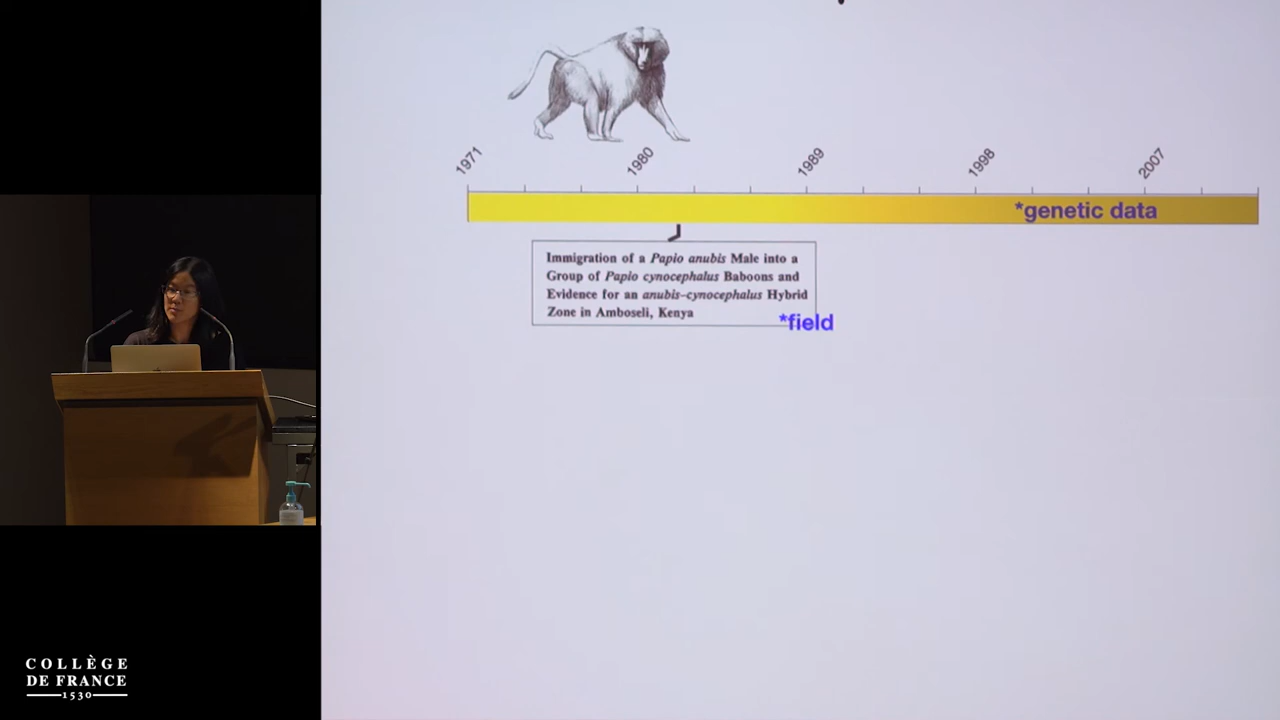 1971
1980
1989
1998
2007
*genetic data
Immigration of a Papio anubis Male into a
Group of Papio cynocephalus Baboons and
Evidence for an anubis–cynocephalus Hybrid
Zone in Amboseli, Kenya
*field
COLLÈGE
DE FRANCE
1530